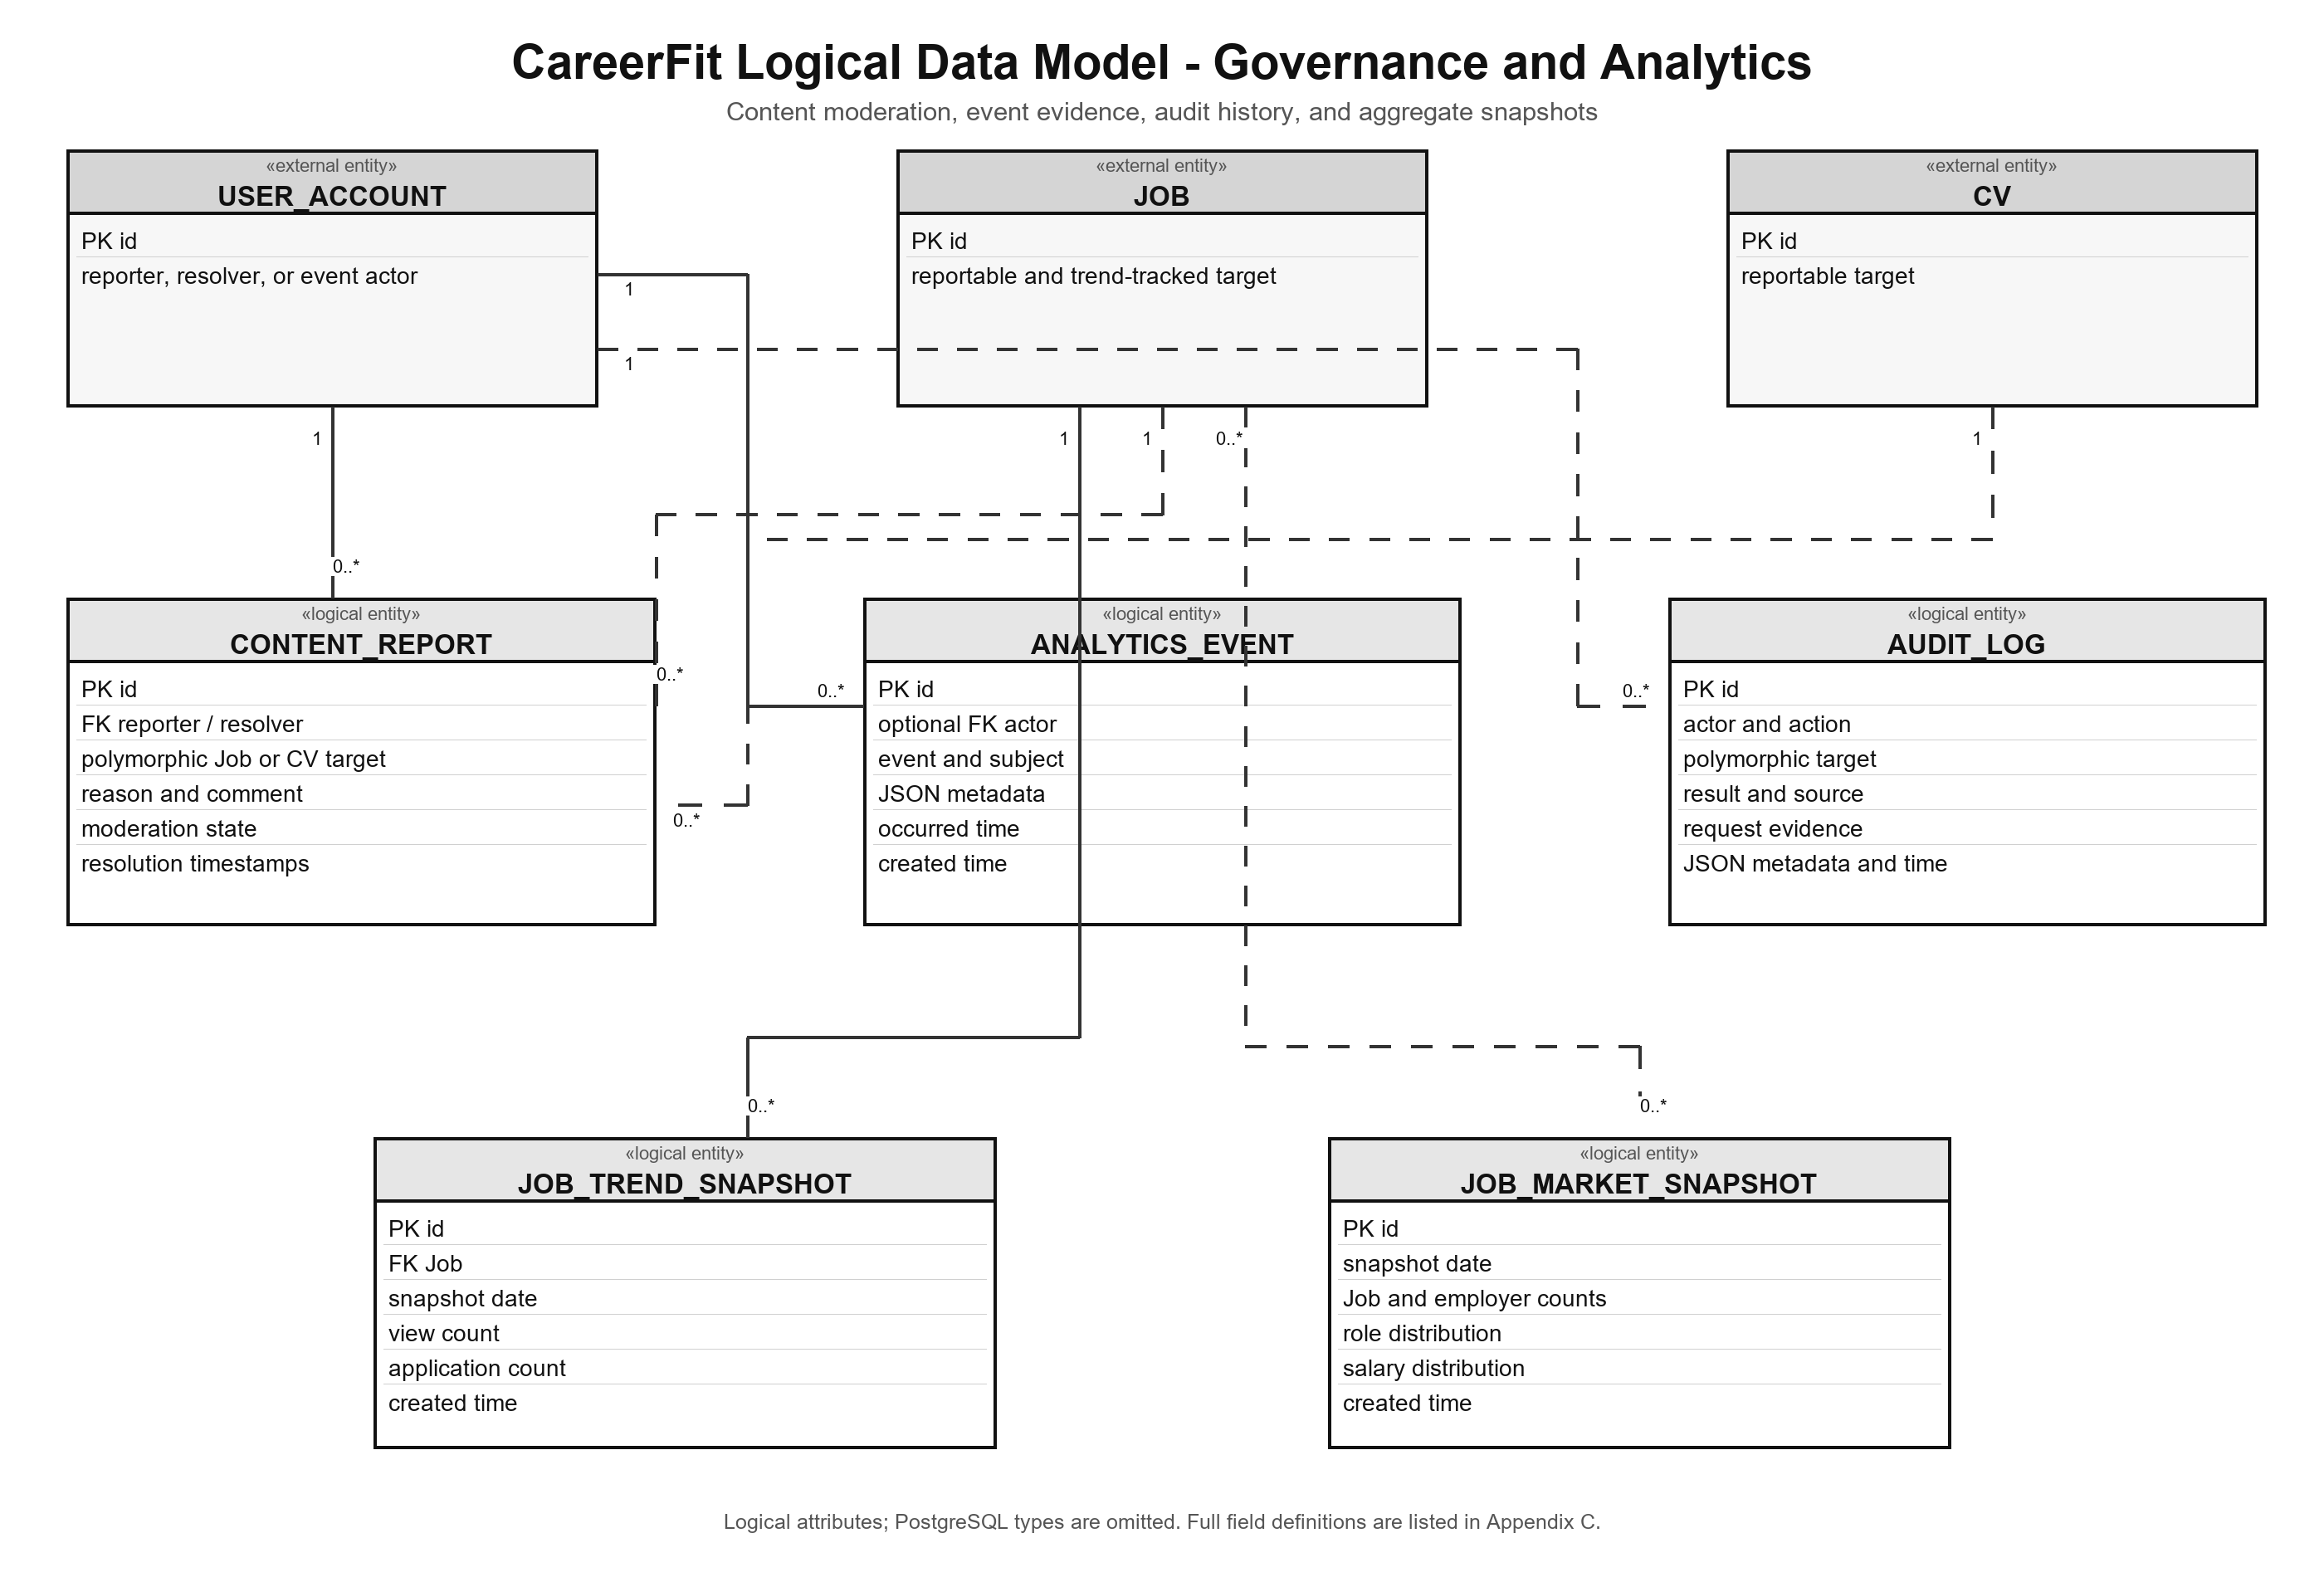 CareerFit Logical Data Model - Governance and Analytics
Content moderation, event evidence, audit history, and aggregate snapshots
«external entity»
USER_ACCOUNT
PK id
reporter, resolver, or event actor
«external entity»
JOB
PK id
reportable and trend-tracked target
«external entity»
CV
PK id
reportable target
1
1
1
1
1
0..*
1
0..*
«logical entity»
CONTENT_REPORT
PK id
FK reporter / resolver
polymorphic Job or CV target
reason and comment
moderation state
resolution timestamps
0..*
0..*
0..*
«logical entity»
ANALYTICS_EVENT
PK id
optional FK actor
event and subject
JSON metadata
occurred time
created time
0..*
«logical entity»
AUDIT_LOG
PK id
actor and action
polymorphic target
result and source
request evidence
JSON metadata and time
0..*
0..*
«logical entity»
JOB_TREND_SNAPSHOT
PK id
FK Job
snapshot date
view count
application count
created time
«logical entity»
JOB_MARKET_SNAPSHOT
PK id
snapshot date
Job and employer counts
role distribution
salary distribution
created time
Logical attributes; PostgreSQL types are omitted. Full field definitions are listed in Appendix C.